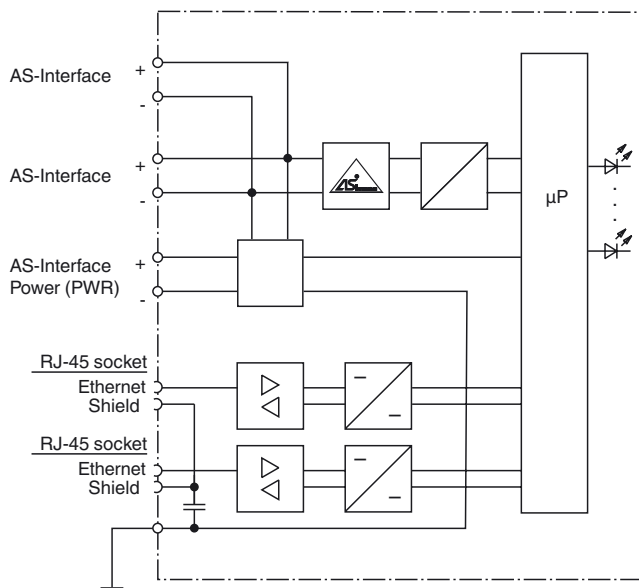 AS-Interface
+
-
AS-Interface
+
-
AS-Interface
Power (PWR)
+
-
RJ-45 socket
Ethernet
Shield
RJ-45 socket
Ethernet
Shield
µP